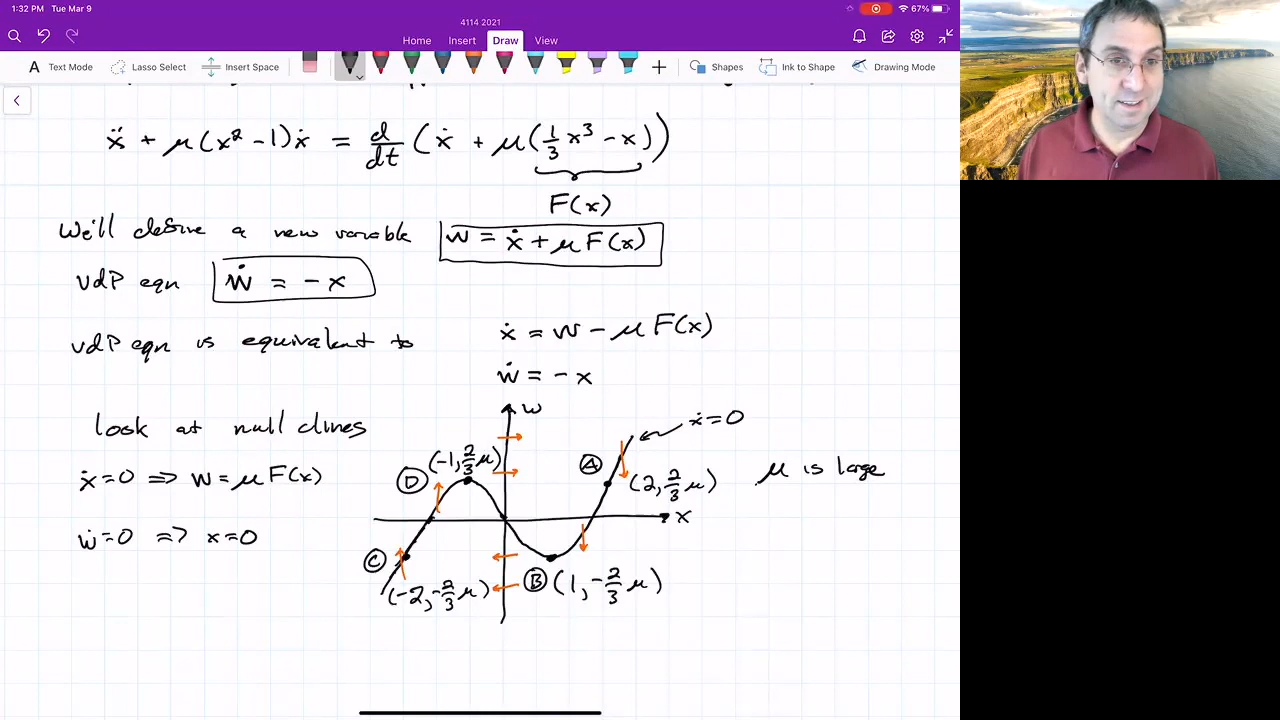 1:32 PM Tue Mar 9
67%
4114 2021
Home Insert Draw View
Text Mode Lasso Select Insert Space + Shapes Ink to Shape Drawing Mode
ẍ + μ(x² − 1)ẋ = d/dt (ẋ + μ(1/3 x³ − x))
F(x)
We'll define a new variable w = ẋ + μ F(x)
vdP eqn ẇ = − x
vdP eqn is equivalent to ẋ = w − μ F(x)
ẇ = − x
look at null clines
ẋ = 0 ⇒ w = μ F(x)
ẇ = 0 ⇒ x = 0
w
ẋ = 0
D (−1, 2/3 μ)
A (2, 2/3 μ)
μ is large
x
C (−2, −2/3 μ)
B (1, −2/3 μ)